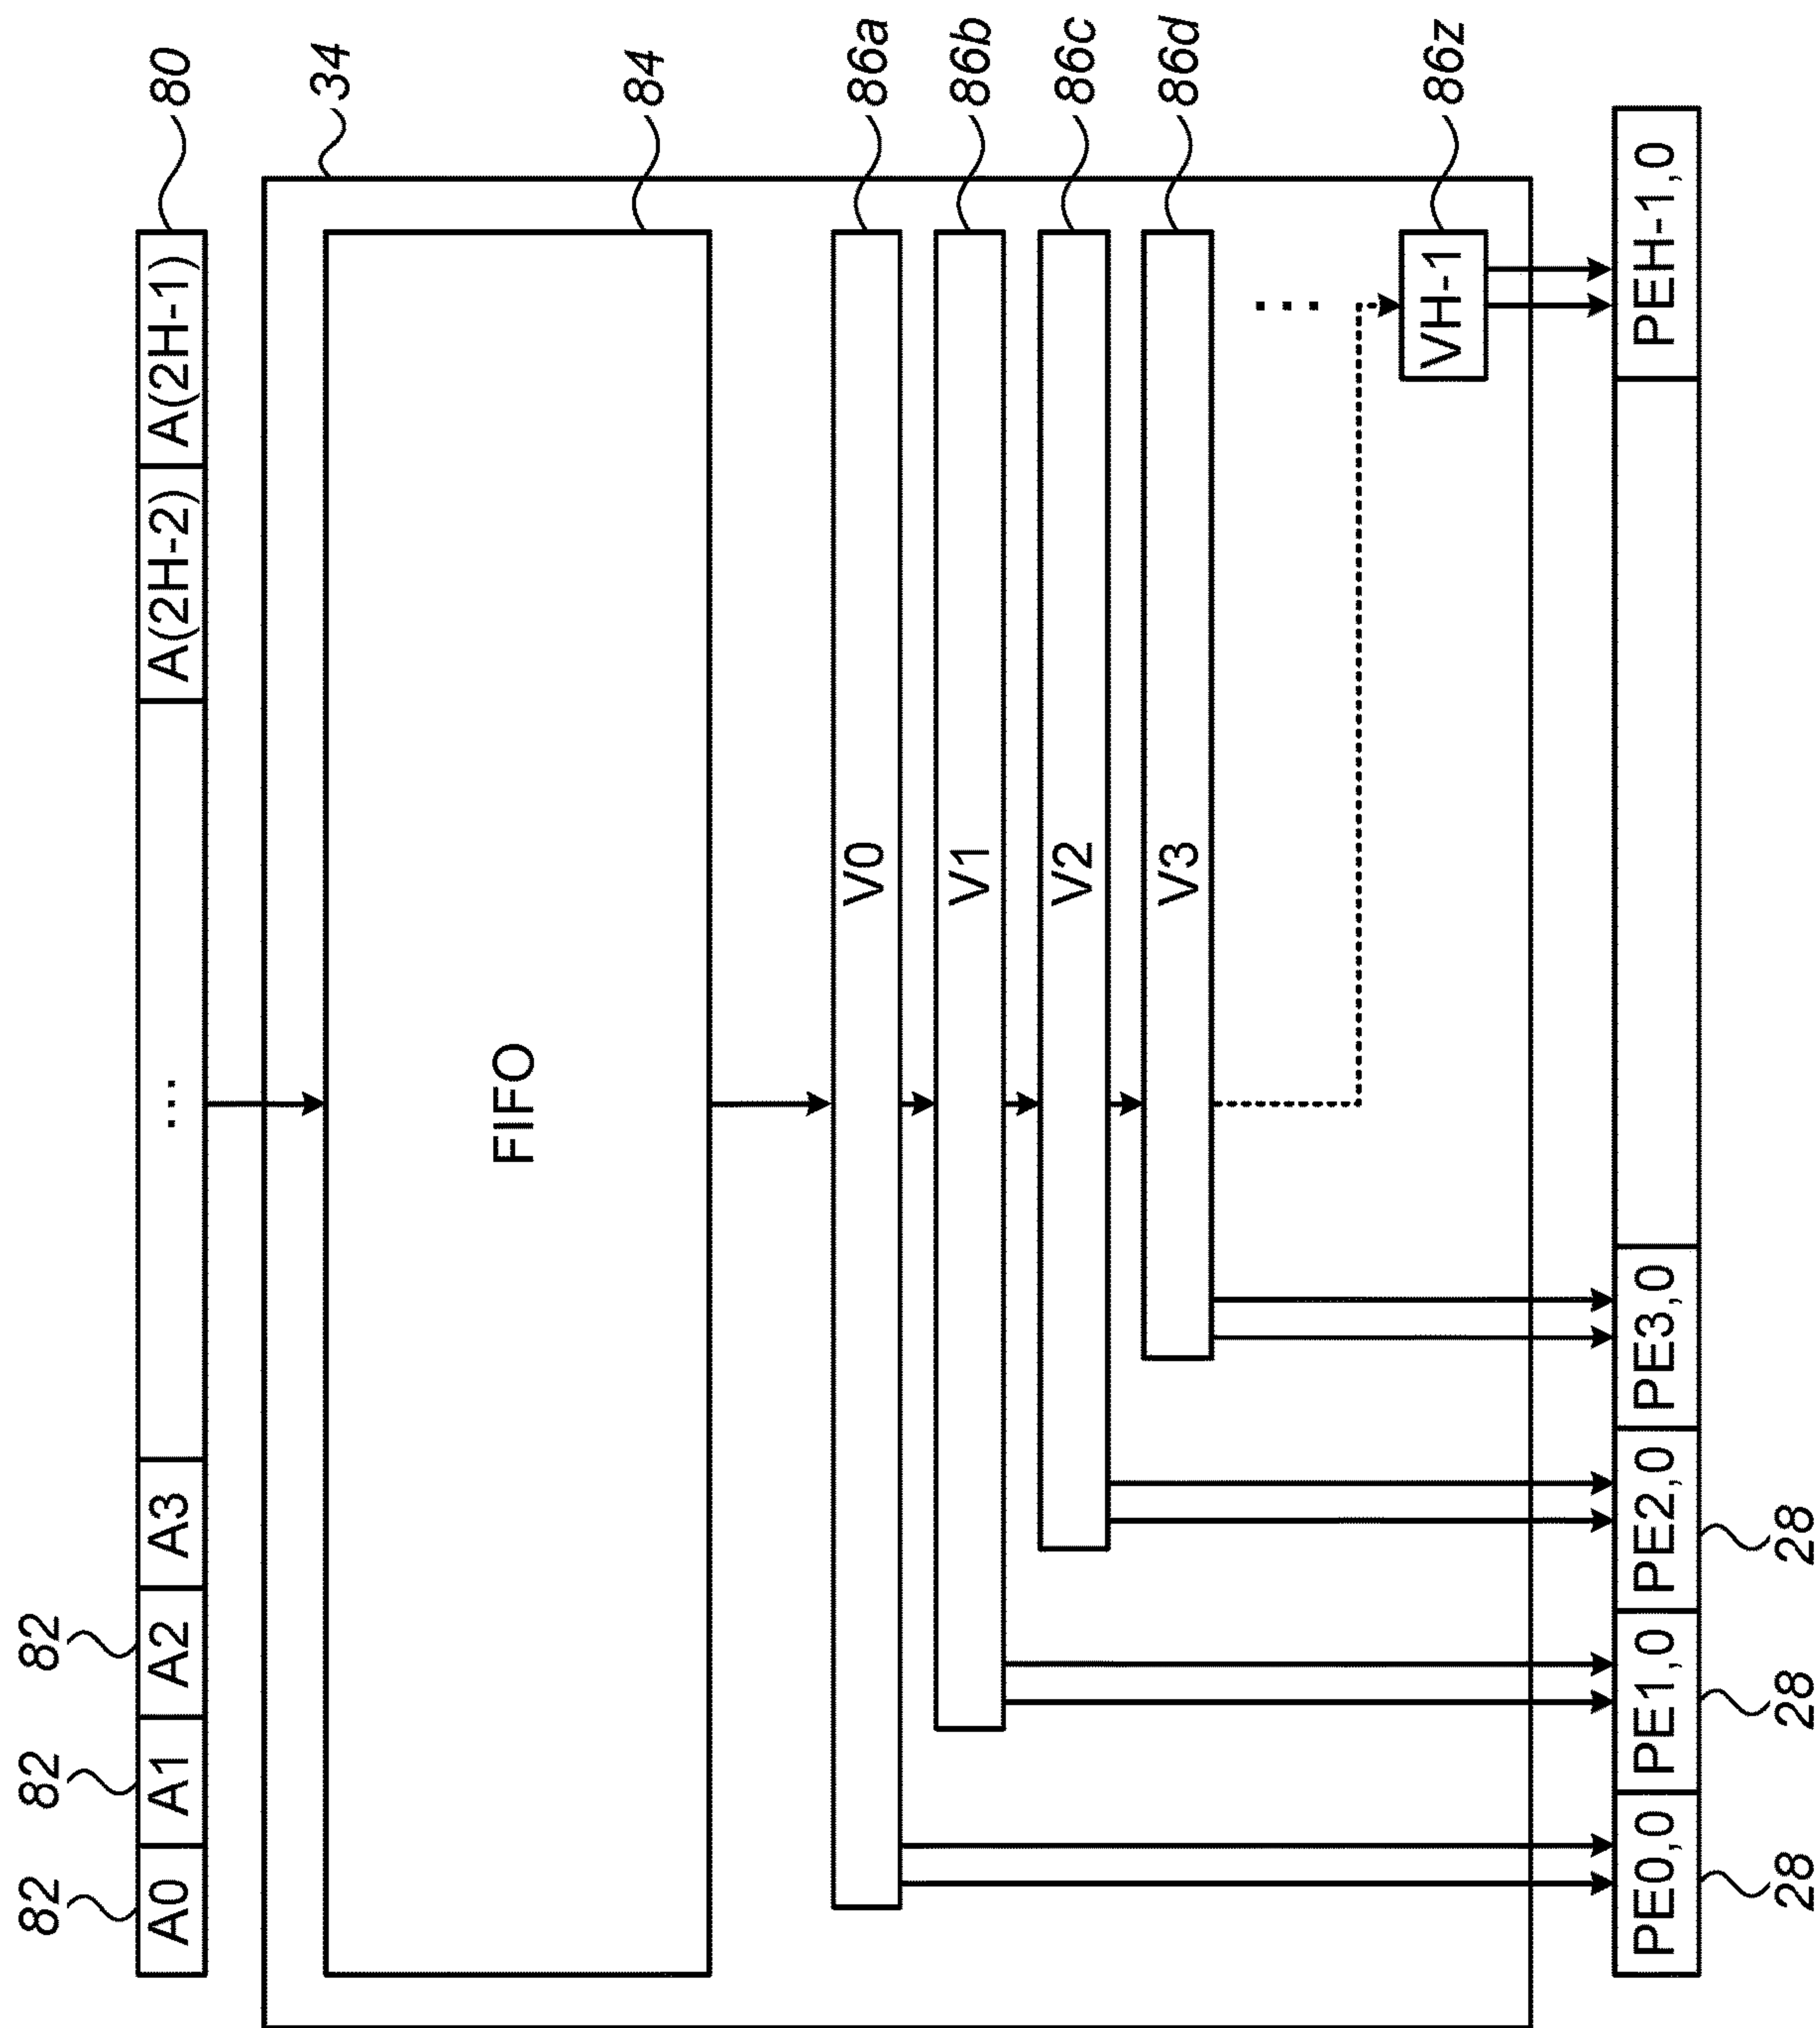 82 82 82
A0 A1 A2 A3 ... A(2H-2) A(2H-1) 80
34
FIFO 84
V0 86a
V1 86b
V2 86c
V3 86d
...
VH-1 86z
PE0,0 PE1,0 PE2,0 PE3,0 PEH-1,0
28 28 28